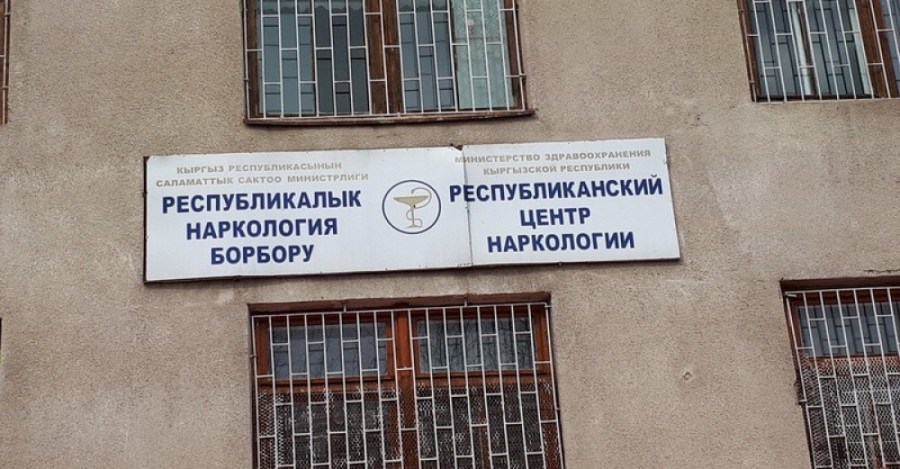 КЫРГЫЗ РЕСПУБЛИКАСЫНЫН
САЛАМАТТЫК САКТОО МИНИСТРЛИГИ
РЕСПУБЛИКАЛЫК
НАРКОЛОГИЯ
БОРБОРУ
МИНИСТЕРСТВО ЗДРАВООХРАНЕНИЯ
КЫРГЫЗСКОЙ РЕСПУБЛИКИ
РЕСПУБЛИКАНСКИЙ
ЦЕНТР
НАРКОЛОГИИ